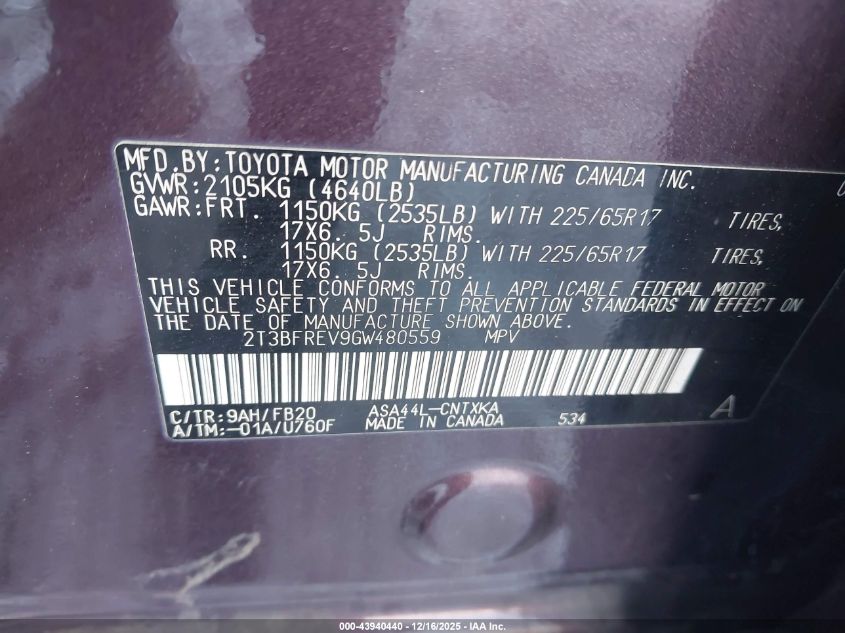 MFD.BY:TOYOTA MOTOR MANUFACTURING CANADA INC.
GVWR:2105KG (4640LB)
GAWR:FRT. 1150KG (2535LB) WITH 225/65R17 TIRES,
17X6. 5J RIMS.
RR. 1150KG (2535LB) WITH 225/65R17 TIRES,
17X6. 5J RIMS.
THIS VEHICLE CONFORMS TO ALL APPLICABLE FEDERAL MOTOR
VEHICLE SAFETY AND THEFT PREVENTION STANDARDS IN EFFECT ON
THE DATE OF MANUFACTURE SHOWN ABOVE.
2T3BFREV9GW480559 MPV
C/TR:9AH/FB20 ASA44L-CNTXKA A
A/TM:-01A/U760F MADE IN CANADA 534
000-43940440 - 12/16/2025 - IAA Inc.